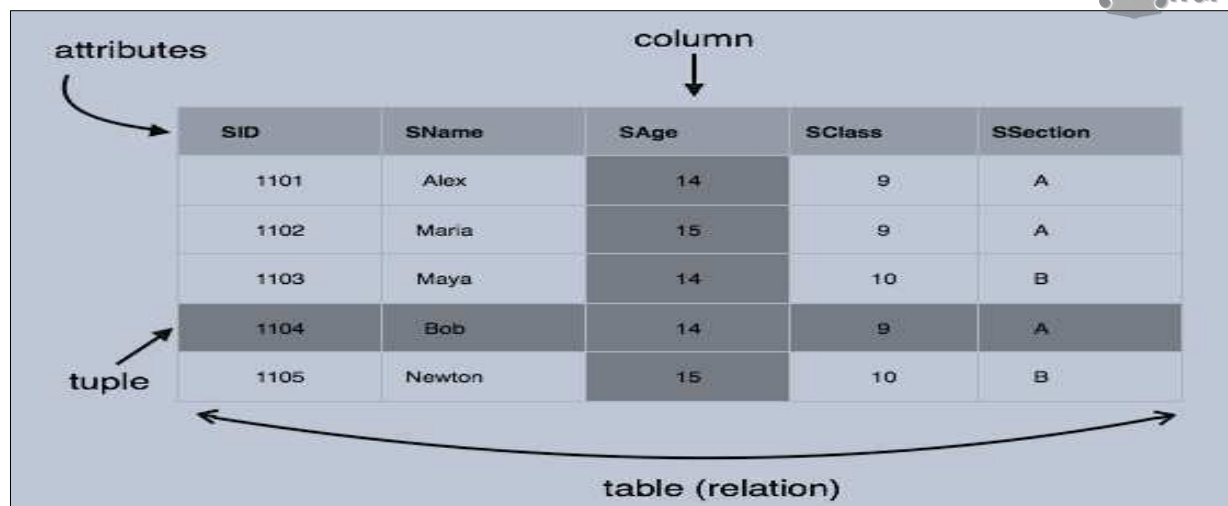 attributes
column
SID SName SAge SClass SSection
1101 Alex 14 9 A
1102 Maria 15 9 A
1103 Maya 14 10 B
1104 Bob 14 9 A
tuple
1105 Newton 15 10 B
table (relation)